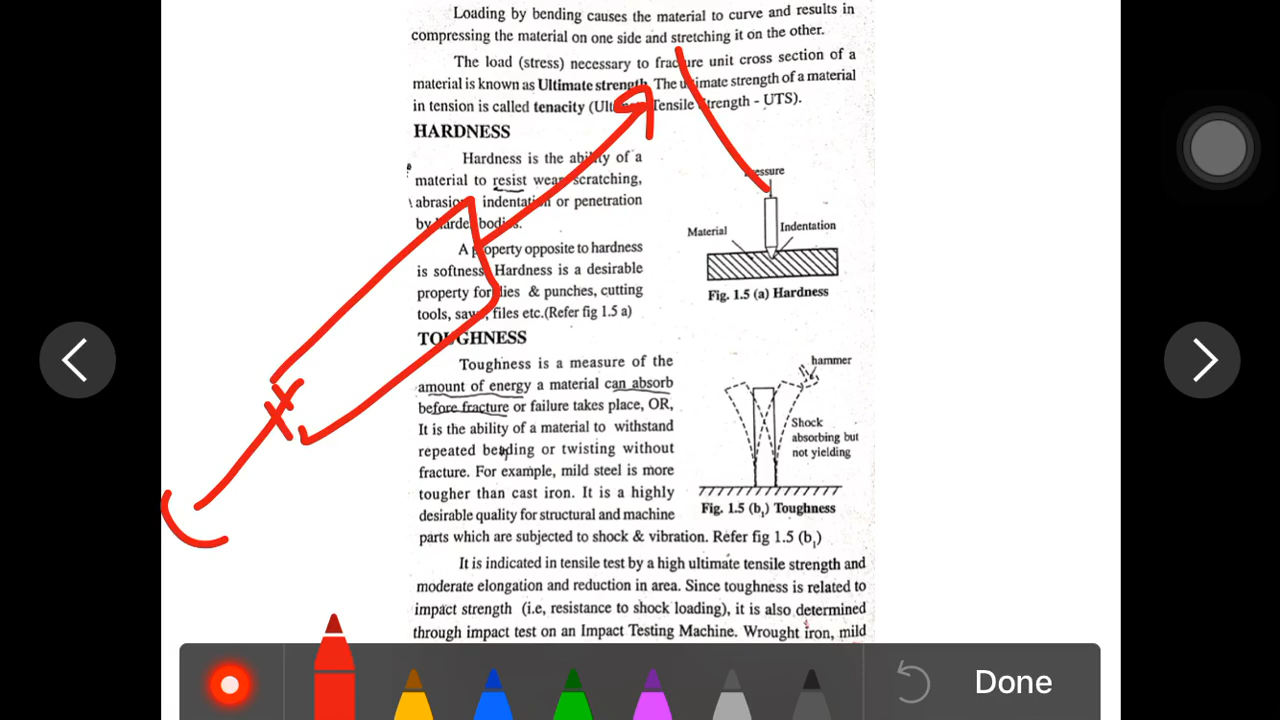 Loading by bending causes the material to curve and results in
compressing the material on one side and stretching it on the other.
The load (stress) necessary to fracture unit cross section of a
material is known as Ultimate strength. The ultimate strength of a material
in tension is called tenacity (Ultimate Tensile Strength - UTS).
HARDNESS
Hardness is the ability of a
material to resist wear, scratching,
abrasion, indentation or penetration
by harder bodies.
A property opposite to hardness
is softness. Hardness is a desirable
property for dies & punches, cutting
tools, saws, files etc.(Refer fig 1.5 a)
Pressure
Material
Indentation
Fig. 1.5 (a) Hardness
TOUGHNESS
Toughness is a measure of the
amount of energy a material can absorb
before fracture or failure takes place, OR,
It is the ability of a material to withstand
repeated bending or twisting without
fracture. For example, mild steel is more
tougher than cast iron. It is a highly
desirable quality for structural and machine
parts which are subjected to shock & vibration. Refer fig 1.5 (b₁)
hammer
Shock
absorbing but
not yielding
Fig. 1.5 (b₁) Toughness
It is indicated in tensile test by a high ultimate tensile strength and
moderate elongation and reduction in area. Since toughness is related to
impact strength (i.e, resistance to shock loading), it is also determined
through impact test on an Impact Testing Machine. Wrought iron, mild
Done